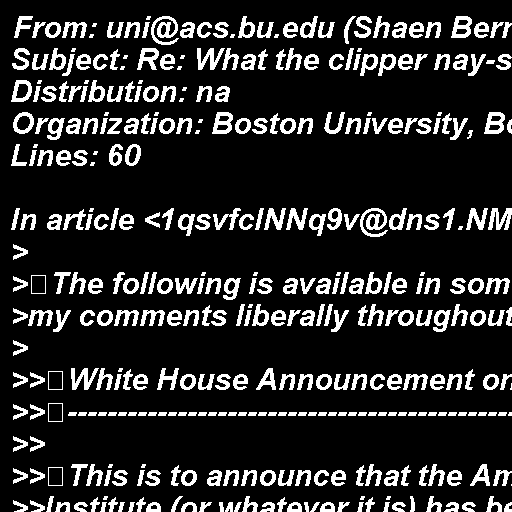 From: uni@acs.bu.edu (Shaen Bern
Subject: Re: What the clipper nay-s
Distribution: na
Organization: Boston University, Bo
Lines: 60

In article <1qsvfclNNq9v@dns1.NM
>
>□The following is available in som
>my comments liberally throughout
>
>>□White House Announcement on
>>□--------------------------------------------
>>
>>□This is to announce that the Am
>>Institute (or whatever it is) has be